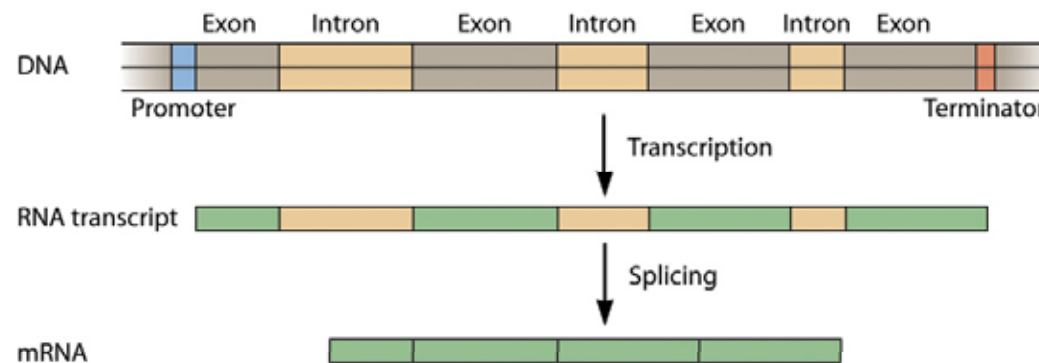 Exon Intron Exon Intron Exon Intron Exon
DNA
Promoter Terminator
Transcription
RNA transcript
Splicing
mRNA